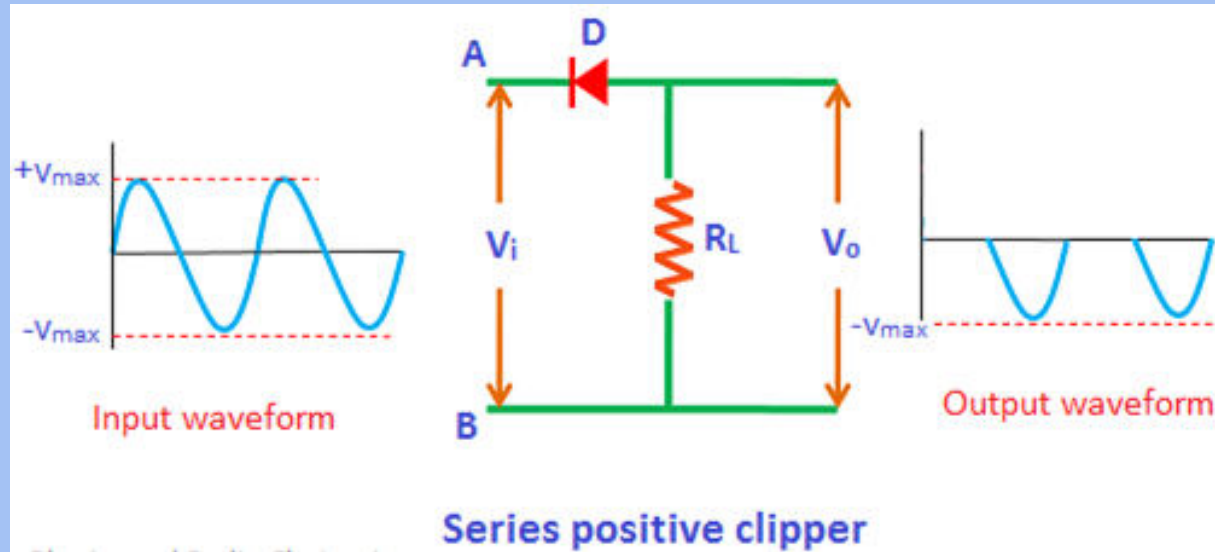 D
A
+Vmax
Vi
RL
Vo
-Vmax
-Vmax
Input waveform
B
Output waveform
Series positive clipper